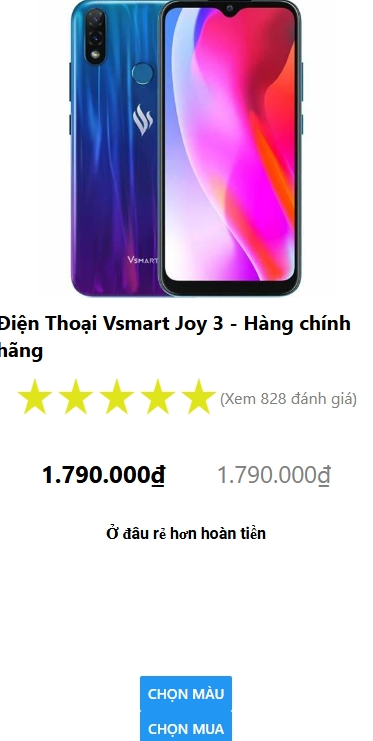 VSMART
Điện Thoại Vsmart Joy 3 - Hàng chính
hãng
(Xem 828 đánh giá)
1.790.000₫ 1.790.000₫
Ở đâu rẻ hơn hoàn tiền
CHỌN MÀU
CHỌN MUA